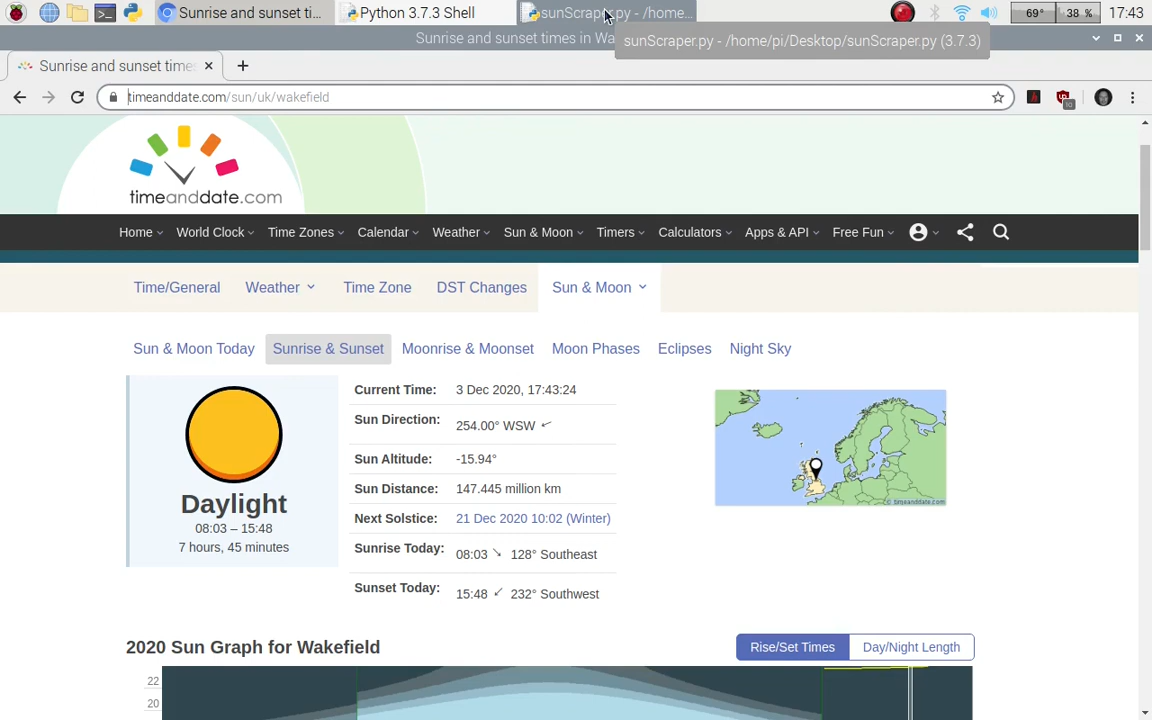 Sunrise and sunset ti... Python 3.7.3 Shell sunScraper.py - /home... 69° 38 % 17:43
Sunrise and sunset times in Wa
sunScraper.py - /home/pi/Desktop/sunScraper.py (3.7.3)
Sunrise and sunset times
timeanddate.com/sun/uk/wakefield
10
timeanddate.com
Home World Clock Time Zones Calendar Weather Sun & Moon Timers Calculators Apps & API Free Fun
Time/General Weather Time Zone DST Changes Sun & Moon
Sun & Moon Today Sunrise & Sunset Moonrise & Moonset Moon Phases Eclipses Night Sky
Daylight
08:03 – 15:48
7 hours, 45 minutes
Current Time: 3 Dec 2020, 17:43:24
Sun Direction: 254.00° WSW
Sun Altitude: -15.94°
Sun Distance: 147.445 million km
Next Solstice: 21 Dec 2020 10:02 (Winter)
Sunrise Today: 08:03 128° Southeast
Sunset Today: 15:48 232° Southwest
© timeanddate.com
2020 Sun Graph for Wakefield
Rise/Set Times Day/Night Length
22
20